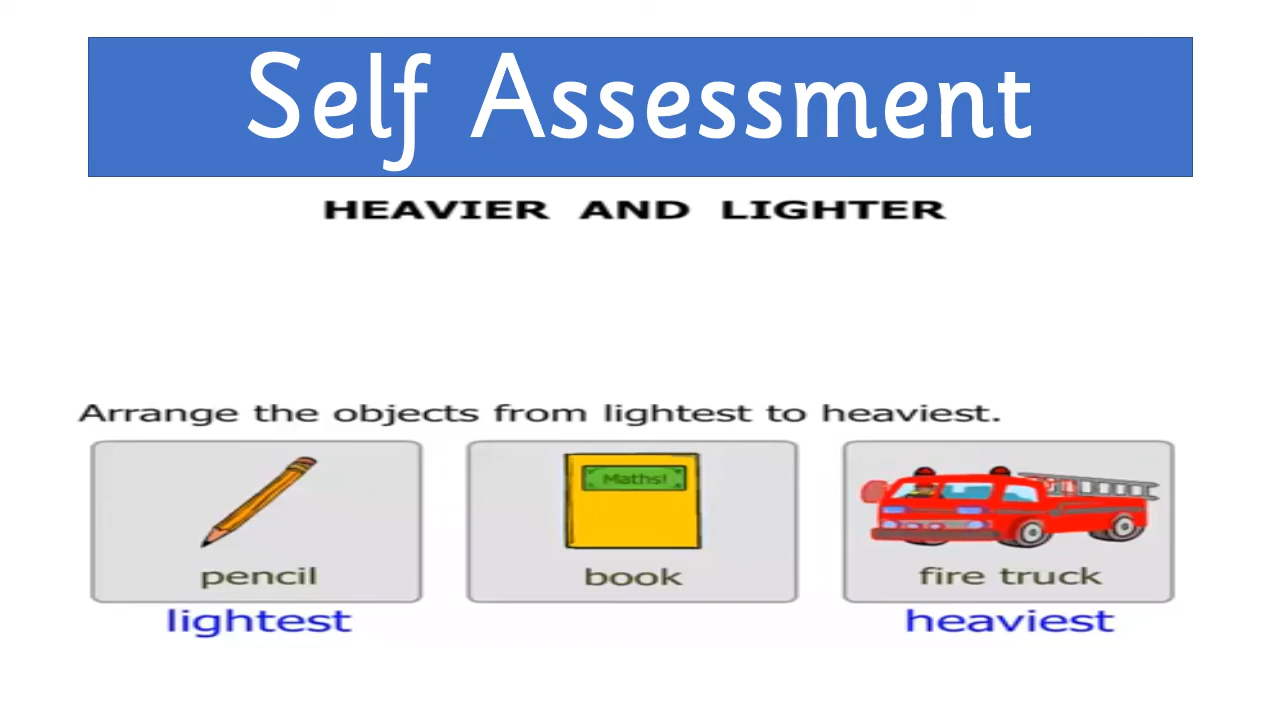 Self Assessment
HEAVIER AND LIGHTER
Arrange the objects from lightest to heaviest.
Maths!
pencil
book
fire truck
lightest
heaviest